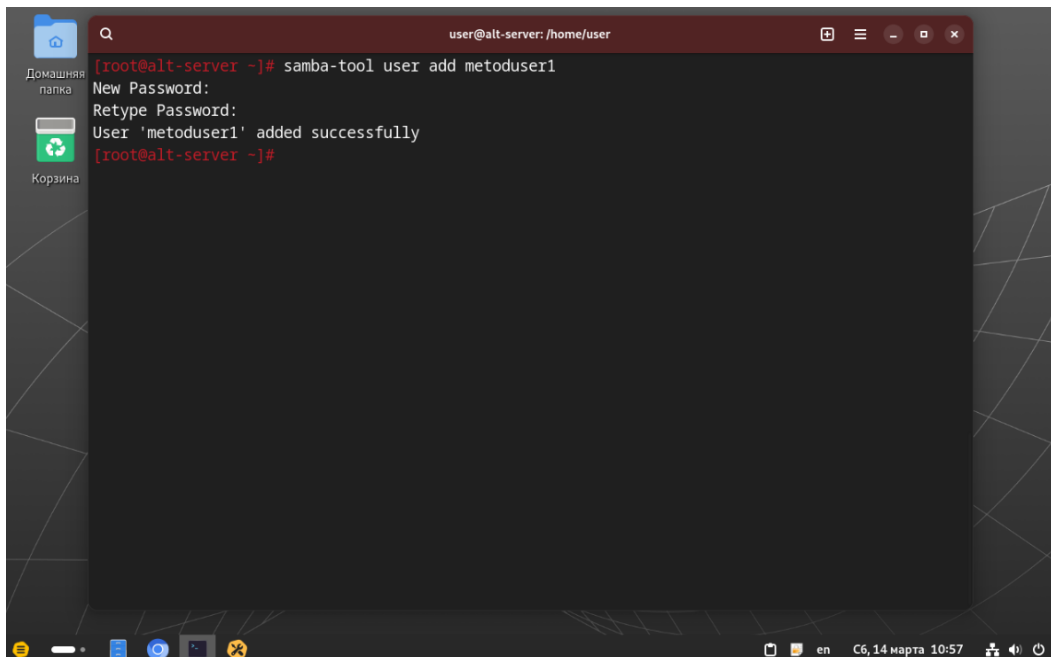 Домашняя
папка
Корзина
user@alt-server: /home/user
[root@alt-server ~]# samba-tool user add metoduser1
New Password:
Retype Password:
User 'metoduser1' added successfully
[root@alt-server ~]#
en Сб, 14 марта 10:57